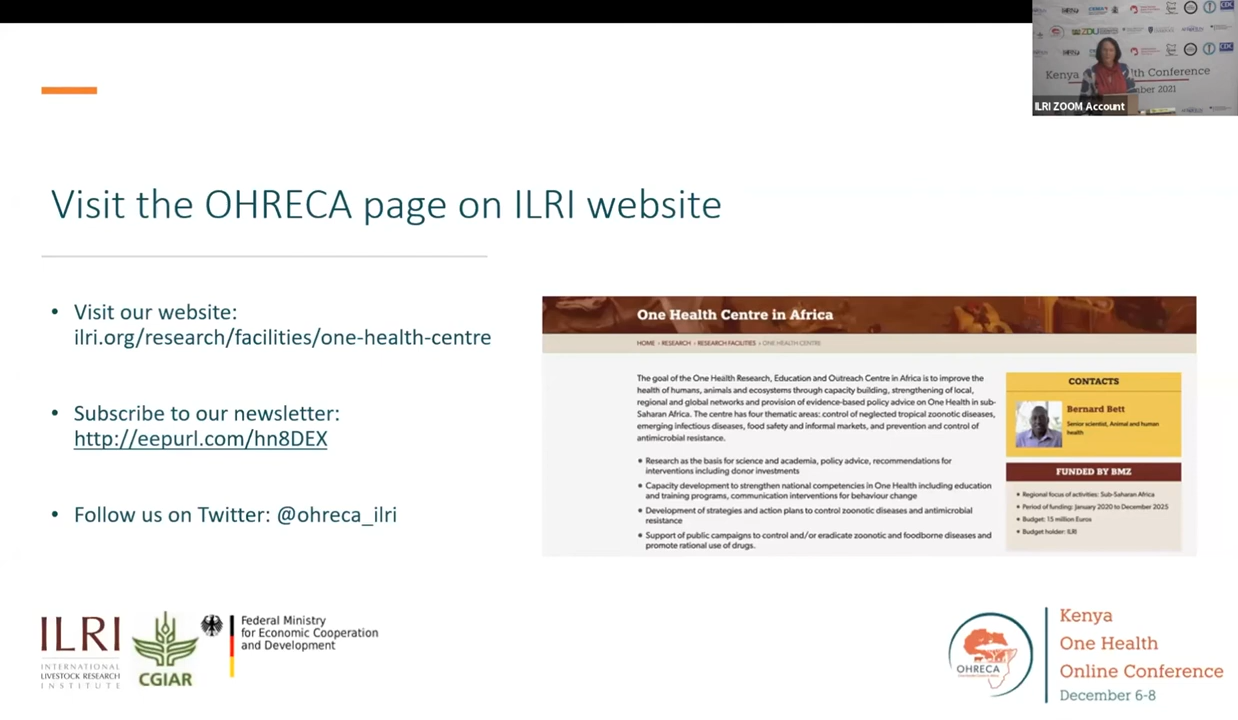 ZDU
CDC
CDC
Kenya
th Conference
mber 2021
ILRI ZOOM Account
Visit the OHRECA page on ILRI website
• Visit our website:
ilri.org/research/facilities/one-health-centre
• Subscribe to our newsletter:
http://eepurl.com/hn8DEX
• Follow us on Twitter: @ohreca_ilri
One Health Centre in Africa
HOME › RESEARCH › RESEARCH FACILITIES › ONE HEALTH CENTRE
The goal of the One Health Research, Education and Outreach Centre in Africa is to improve the
health of humans, animals and ecosystems through capacity building, strengthening of local,
regional and global networks and provision of evidence-based policy advice on One Health in sub-
Saharan Africa. The centre has four thematic areas: control of neglected tropical zoonotic diseases,
emerging infectious diseases, food safety and informal markets, and prevention and control of
antimicrobial resistance.
• Research as the basis for science and academia, policy advice, recommendations for
interventions including donor investments
• Capacity development to strengthen national competencies in One Health including education
and training programs, communication interventions for behaviour change
• Development of strategies and action plans to control zoonotic diseases and antimicrobial
resistance
• Support of public campaigns to control and/or eradicate zoonotic and foodborne diseases and
promote rational use of drugs.
CONTACTS
Bernard Bett
Senior scientist, Animal and human
health
FUNDED BY BMZ
• Regional focus of activities: Sub-Saharan Africa
• Period of funding: January 2020 to December 2025
• Budget: 15 million Euros
• Budget holder: ILRI
ILRI
INTERNATIONAL
LIVESTOCK RESEARCH
INSTITUTE
CGIAR
Federal Ministry
for Economic Cooperation
and Development
OHRECA
Kenya
One Health
Online Conference
December 6-8